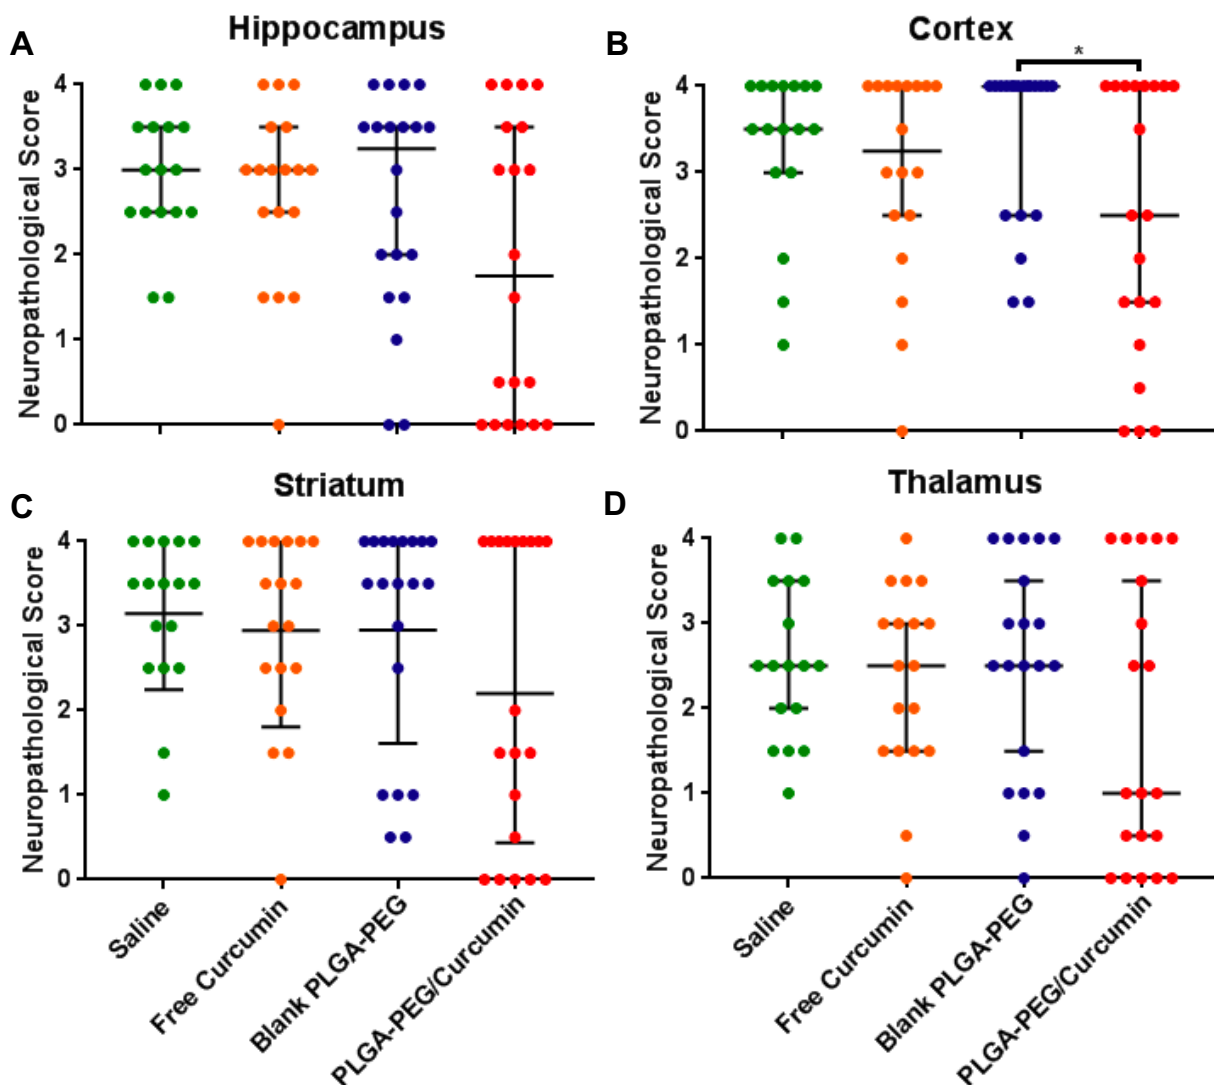 A
Hippocampus
Neuropathological Score
4
3
2
1
0
B
Cortex
*
Neuropathological Score
4
3
2
1
0
C
Striatum
Neuropathological Score
4
3
2
1
0
Saline
Free Curcumin
Blank PLGA-PEG
PLGA-PEG/Curcumin
D
Thalamus
Neuropathological Score
4
3
2
1
0
Saline
Free Curcumin
Blank PLGA-PEG
PLGA-PEG/Curcumin